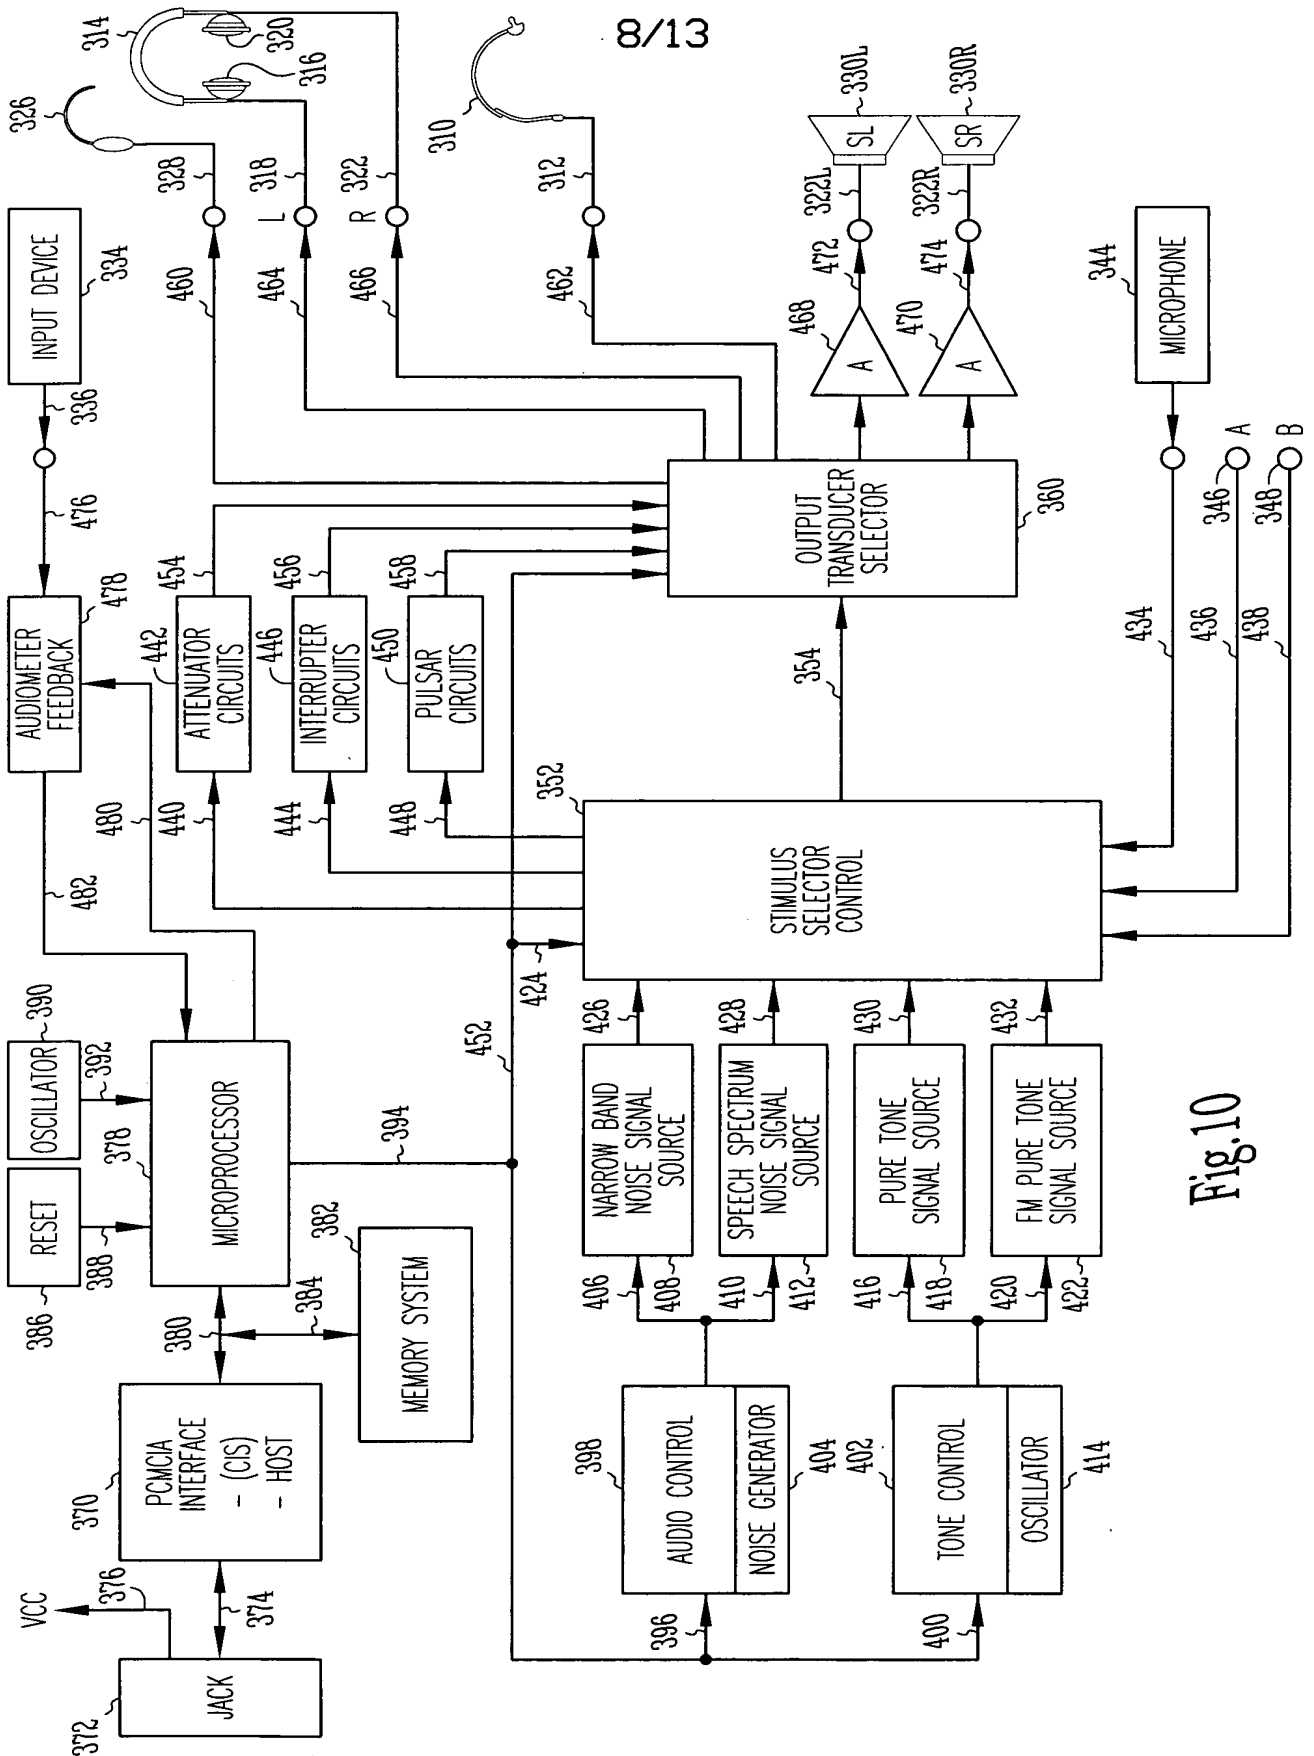 8/13
JACK
372
VCC
376
374
PCMCIA
INTERFACE
- (CIS)
- HOST
370
380
384
MEMORY SYSTEM
382
RESET
386
388
OSCILLATOR
390
392
MICROPROCESSOR
378
394
452
482
480
AUDIOMETER
FEEDBACK
478
476
336
INPUT DEVICE
334
440
ATTENUATOR
CIRCUITS
442
454
444
INTERRUPTER
CIRCUITS
446
456
448
PULSAR
CIRCUITS
450
458
460
328
326
464
L
318
314
316
320
466
R
322
462
312
310
396
AUDIO CONTROL
398
NOISE GENERATOR
404
400
TONE CONTROL
402
OSCILLATOR
414
406
NARROW BAND
NOISE SIGNAL
SOURCE
408
426
410
SPEECH SPECTRUM
NOISE SIGNAL
SOURCE
412
428
416
PURE TONE
SIGNAL SOURCE
418
430
420
FM PURE TONE
SIGNAL SOURCE
422
432
424
STIMULUS
SELECTOR
CONTROL
352
354
OUTPUT
TRANSDUCER
SELECTOR
360
A
468
472
322L
SL
330L
A
470
474
322R
SR
330R
434
MICROPHONE
344
436
346
A
438
348
B
Fig.10